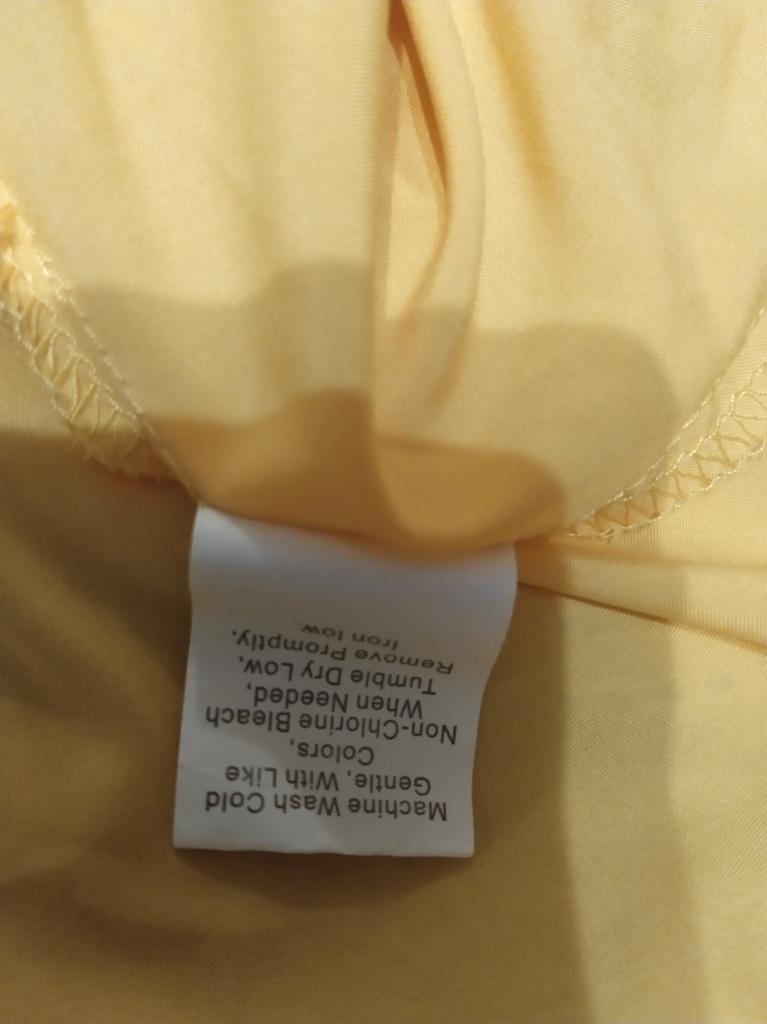 Machine Wash Cold
Gentle, With Like
Colors,
Non-Chlorine Bleach
When Needed,
Tumble Dry Low,
Remove Promptly,
Iron low.